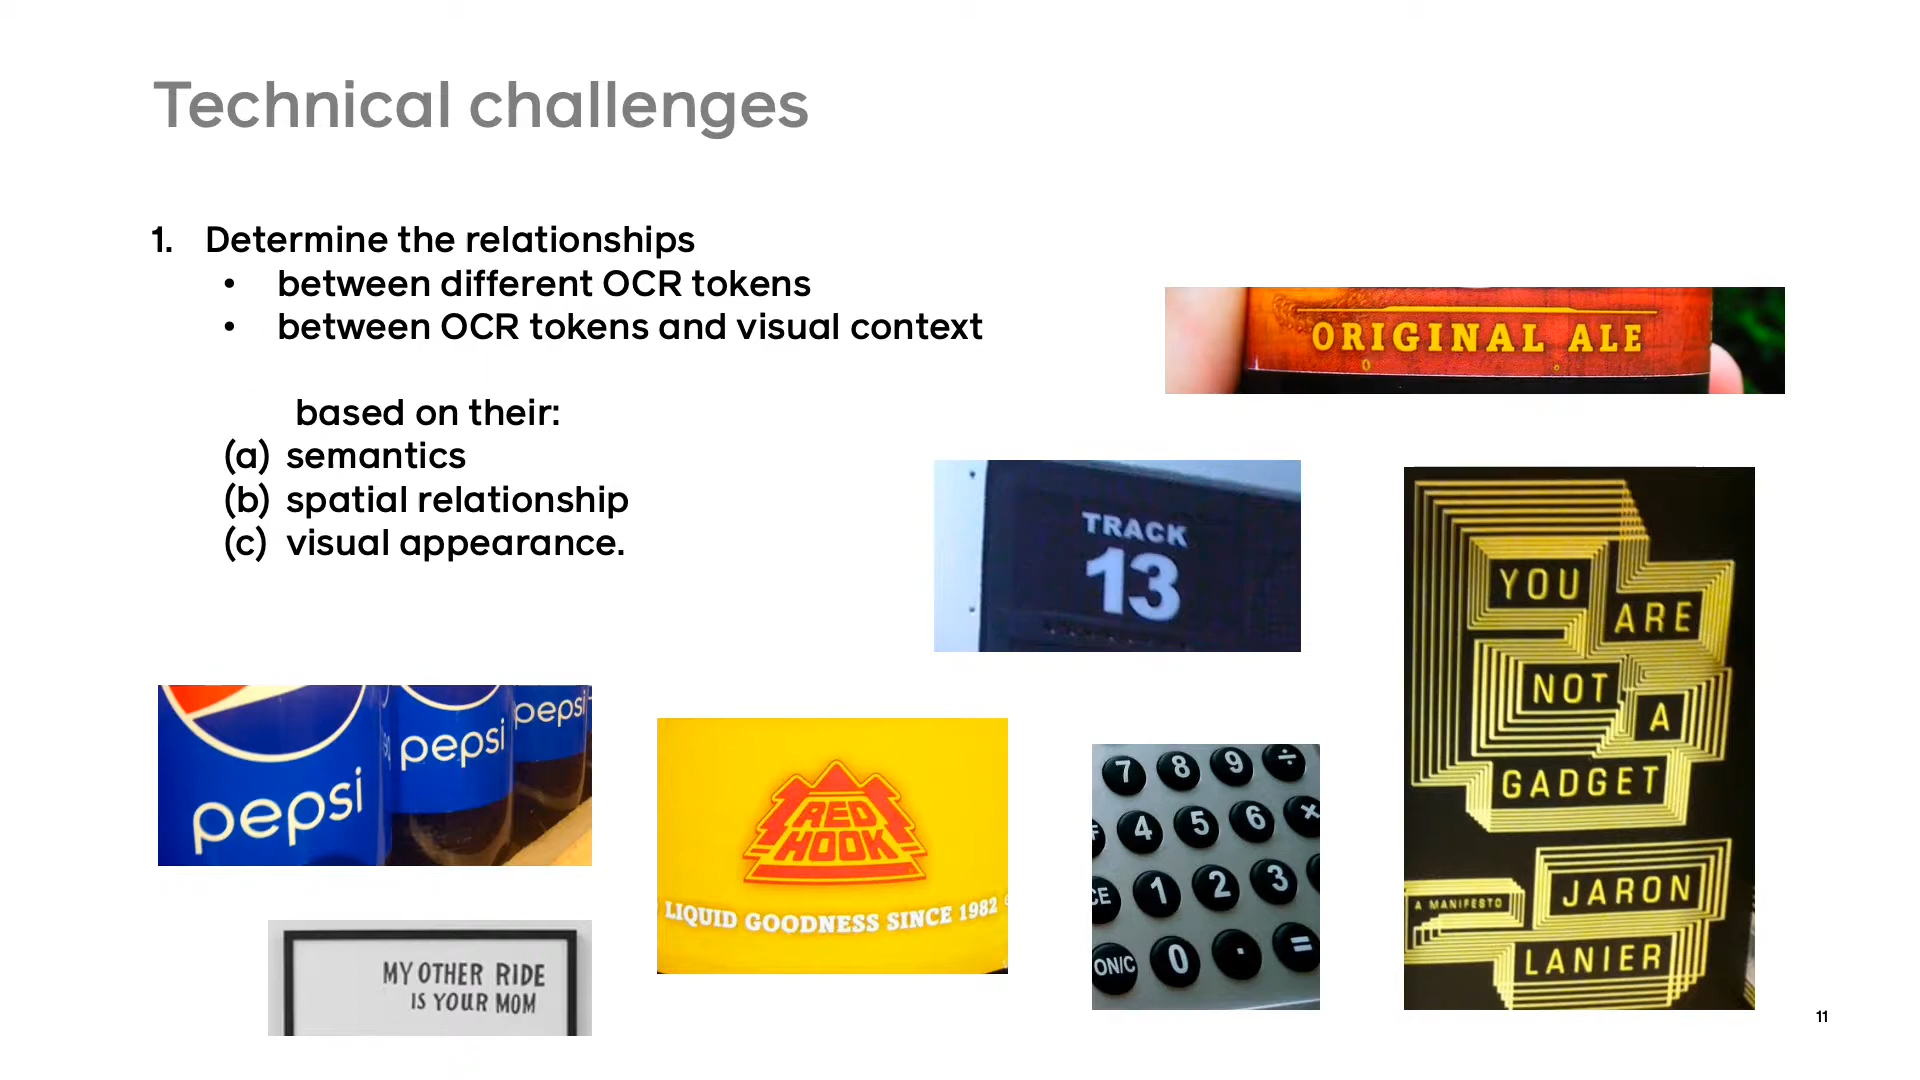 Technical challenges
1. Determine the relationships
• between different OCR tokens
• between OCR tokens and visual context
based on their:
(a) semantics
(b) spatial relationship
(c) visual appearance.
ORIGINAL ALE
TRACK
13
YOU
ARE
NOT
A
GADGET
JARON
A MANIFESTO
LANIER
pepsi
pepsi
pepsi
RED
HOOK
LIQUID GOODNESS SINCE 1982
7 8 9 ÷
4 5 6 ×
CE 1 2 3
ON/C 0 . =
MY OTHER RIDE
IS YOUR MOM
11